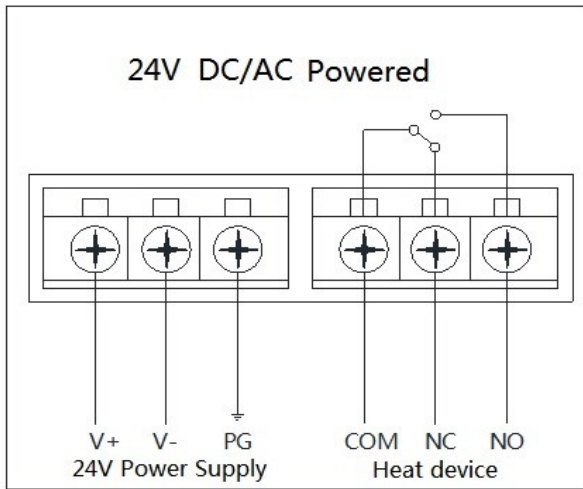 24V DC/AC Powered
V+ V- PG COM NC NO
24V Power Supply Heat device